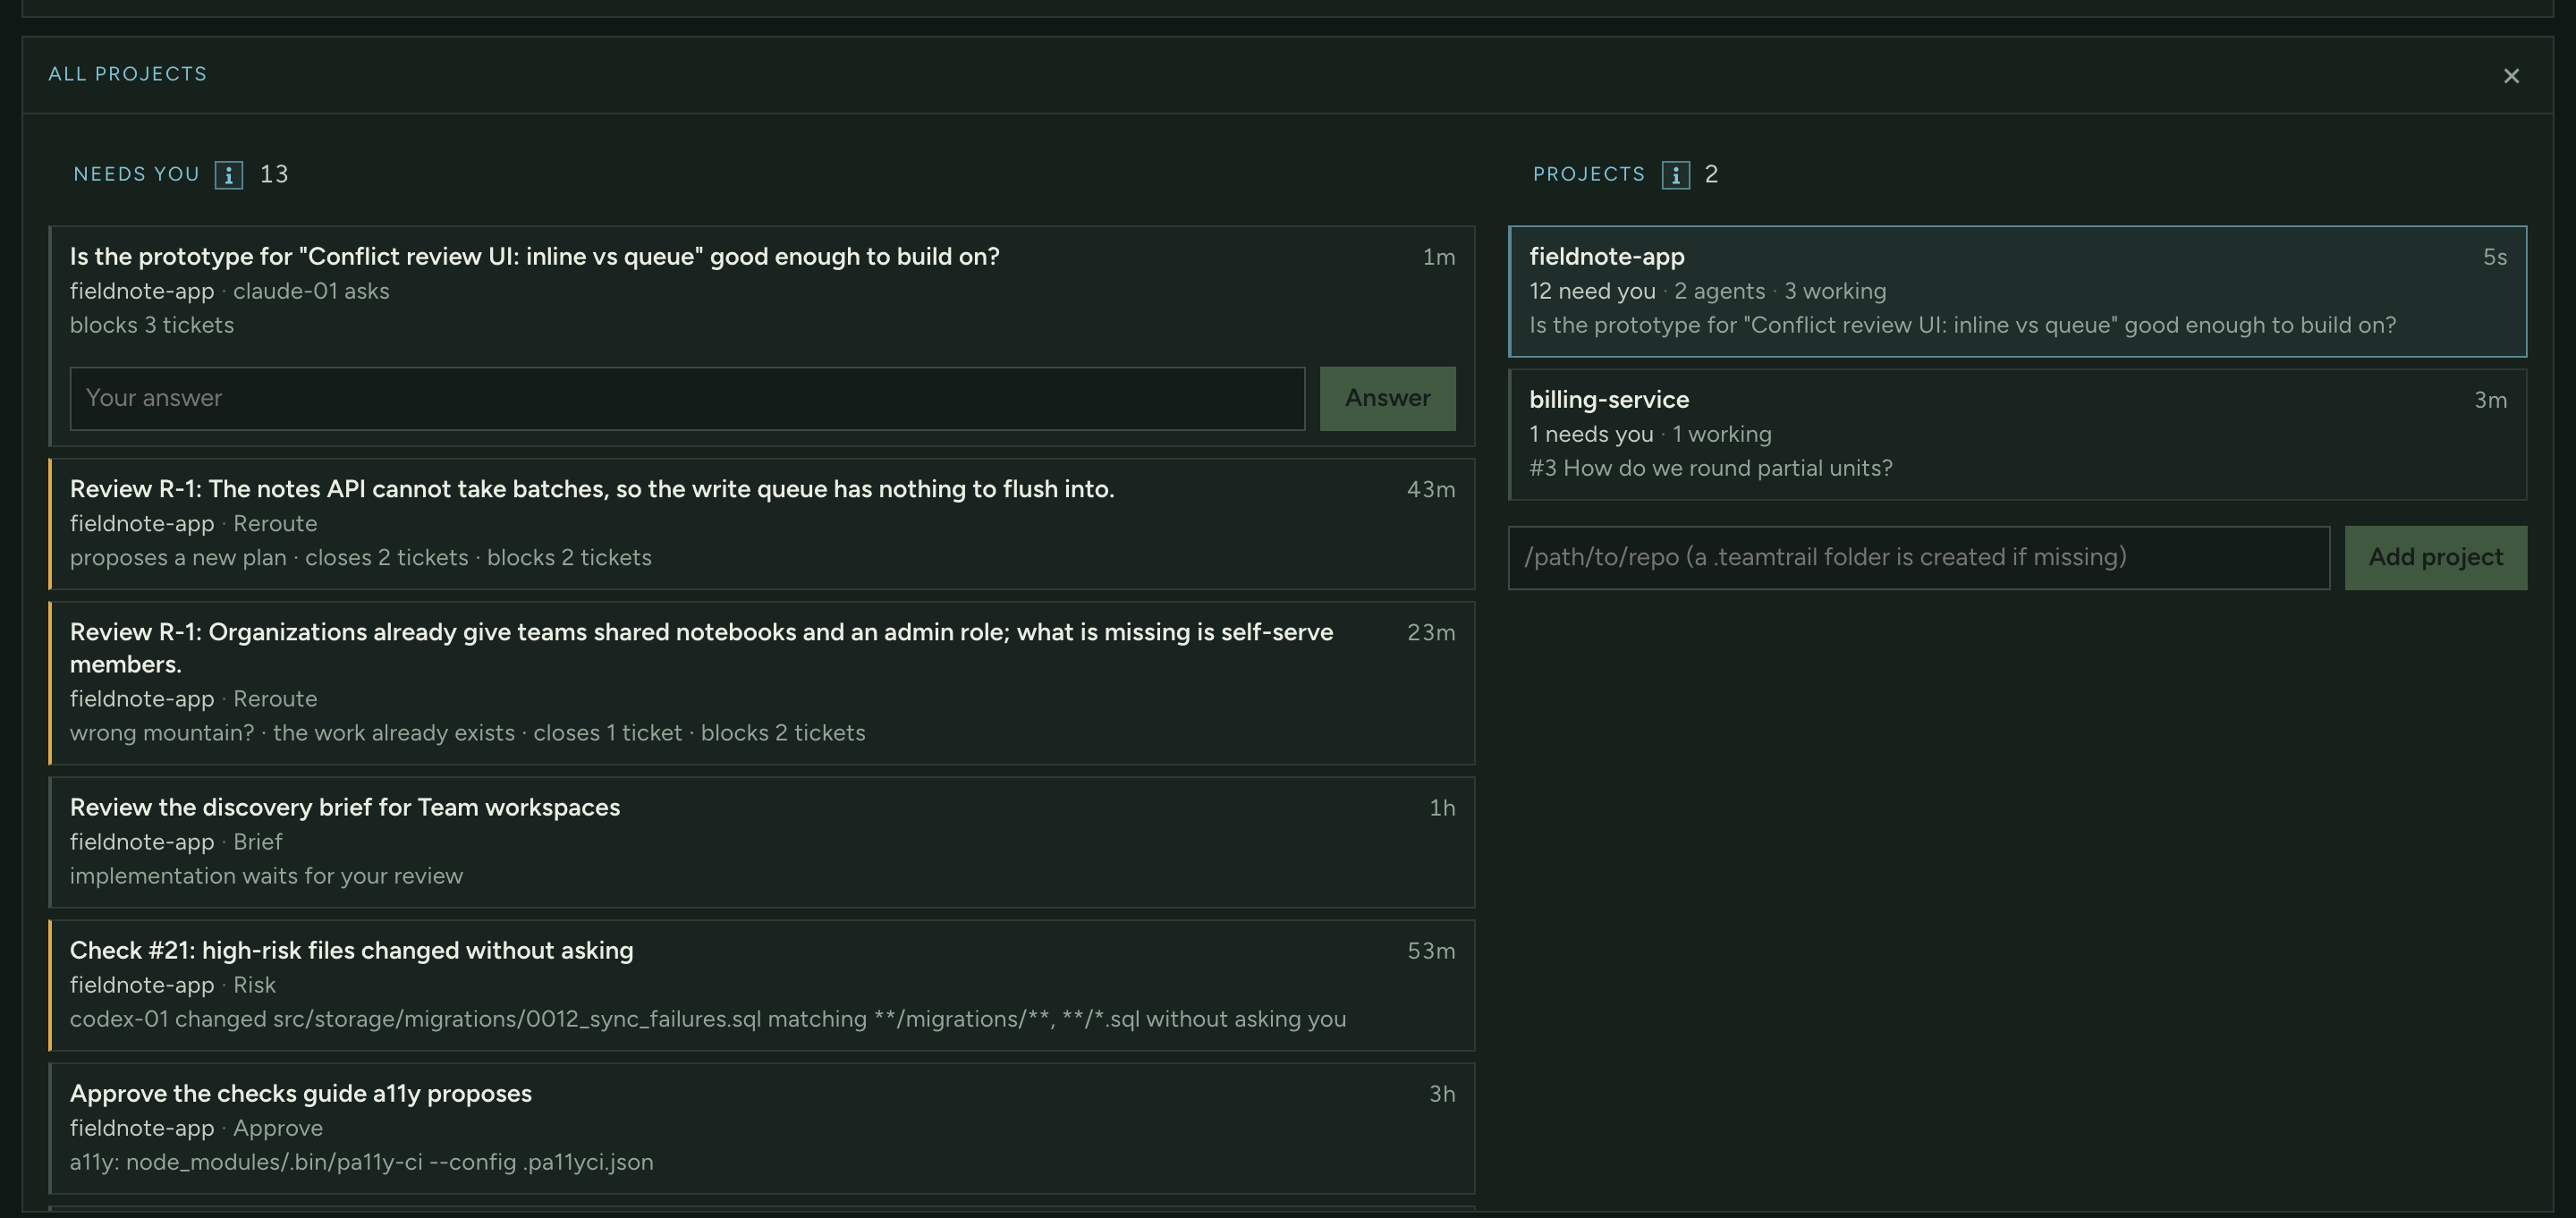 ALL PROJECTS
×
NEEDS YOU i 13
Is the prototype for "Conflict review UI: inline vs queue" good enough to build on? 1m
fieldnote-app · claude-01 asks
blocks 3 tickets
Your answer
Answer
Review R-1: The notes API cannot take batches, so the write queue has nothing to flush into. 43m
fieldnote-app · Reroute
proposes a new plan · closes 2 tickets · blocks 2 tickets
Review R-1: Organizations already give teams shared notebooks and an admin role; what is missing is self-serve 23m
members.
fieldnote-app · Reroute
wrong mountain? · the work already exists · closes 1 ticket · blocks 2 tickets
Review the discovery brief for Team workspaces 1h
fieldnote-app · Brief
implementation waits for your review
Check #21: high-risk files changed without asking 53m
fieldnote-app · Risk
codex-01 changed src/storage/migrations/0012_sync_failures.sql matching **/migrations/**, **/*.sql without asking you
Approve the checks guide a11y proposes 3h
fieldnote-app · Approve
a11y: node_modules/.bin/pa11y-ci --config .pa11yci.json
PROJECTS i 2
fieldnote-app 5s
12 need you · 2 agents · 3 working
Is the prototype for "Conflict review UI: inline vs queue" good enough to build on?
billing-service 3m
1 needs you · 1 working
#3 How do we round partial units?
/path/to/repo (a .teamtrail folder is created if missing)
Add project